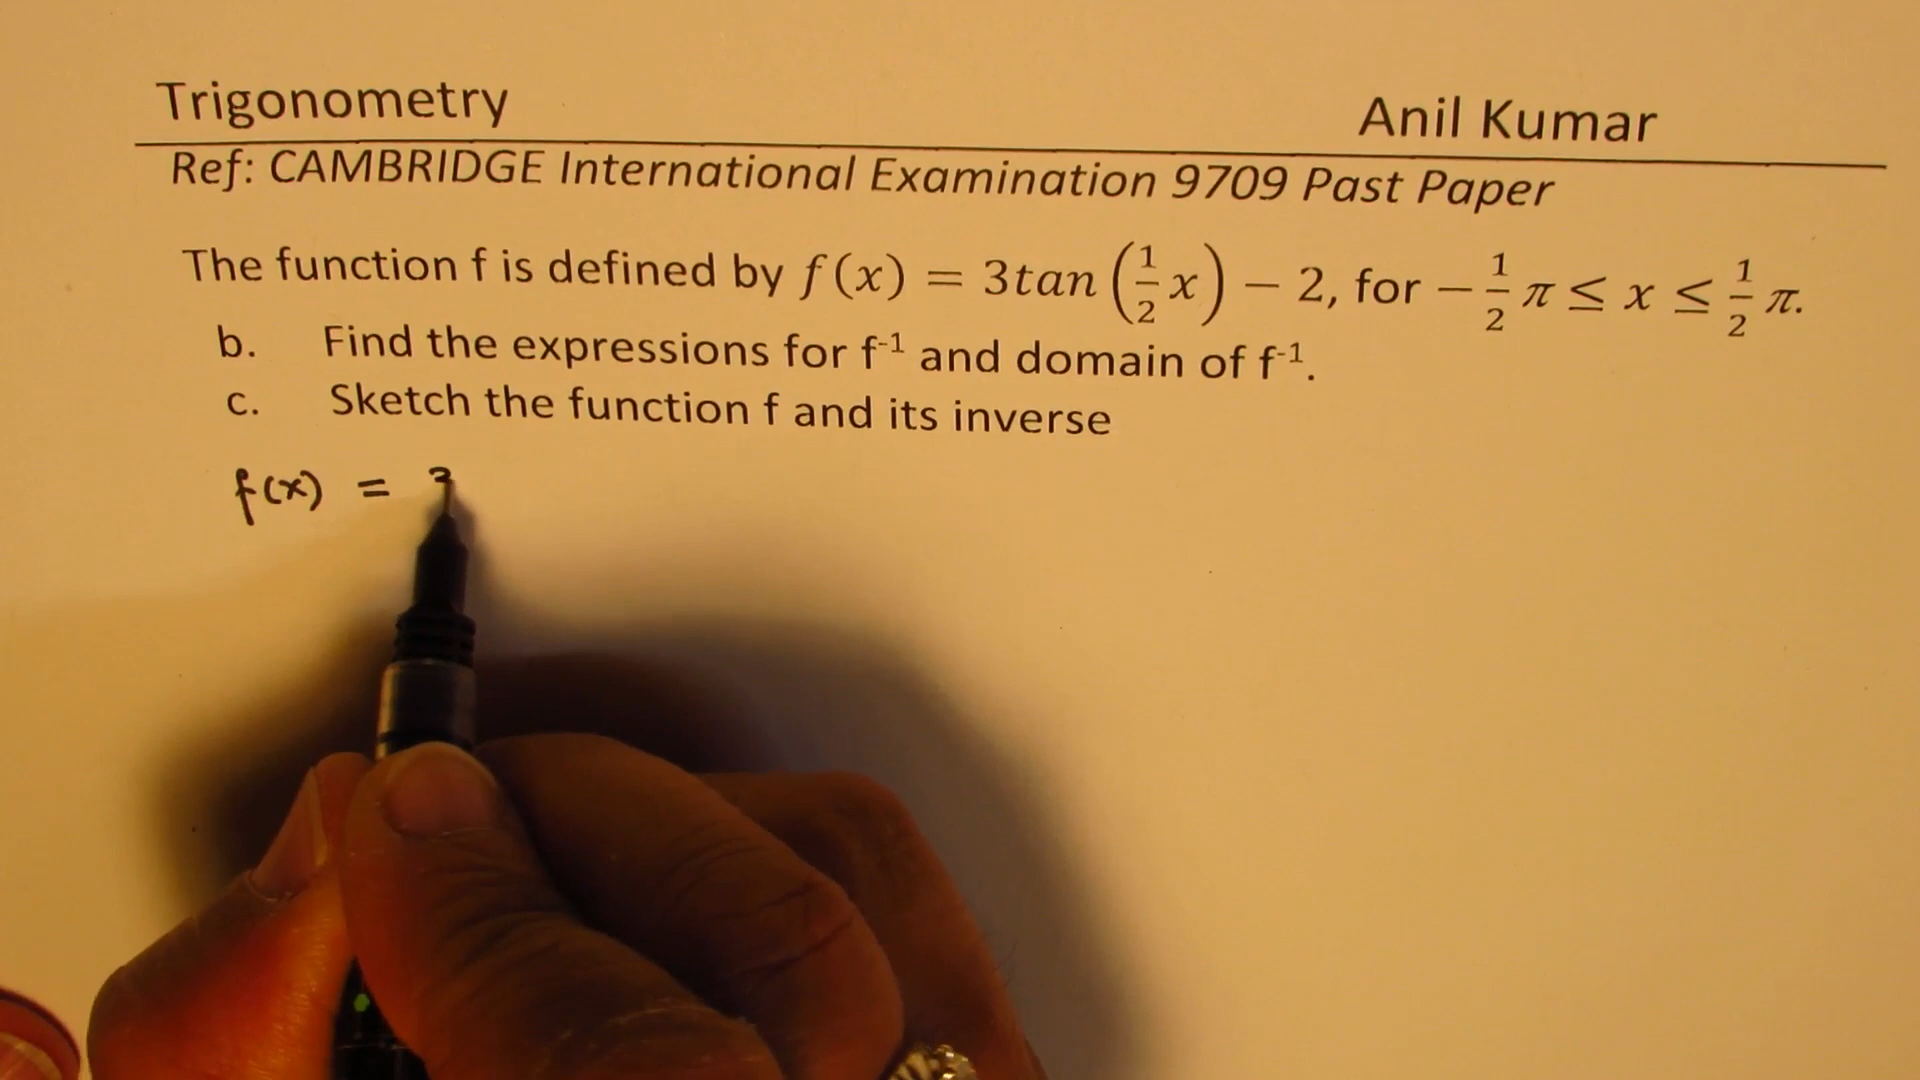 Trigonometry Anil Kumar
Ref: CAMBRIDGE International Examination 9709 Past Paper
The function f is defined by f(x) = 3tan(½x) − 2, for −½π ≤ x ≤ ½π.
b. Find the expressions for f⁻¹ and domain of f⁻¹.
c. Sketch the function f and its inverse
f(x) =